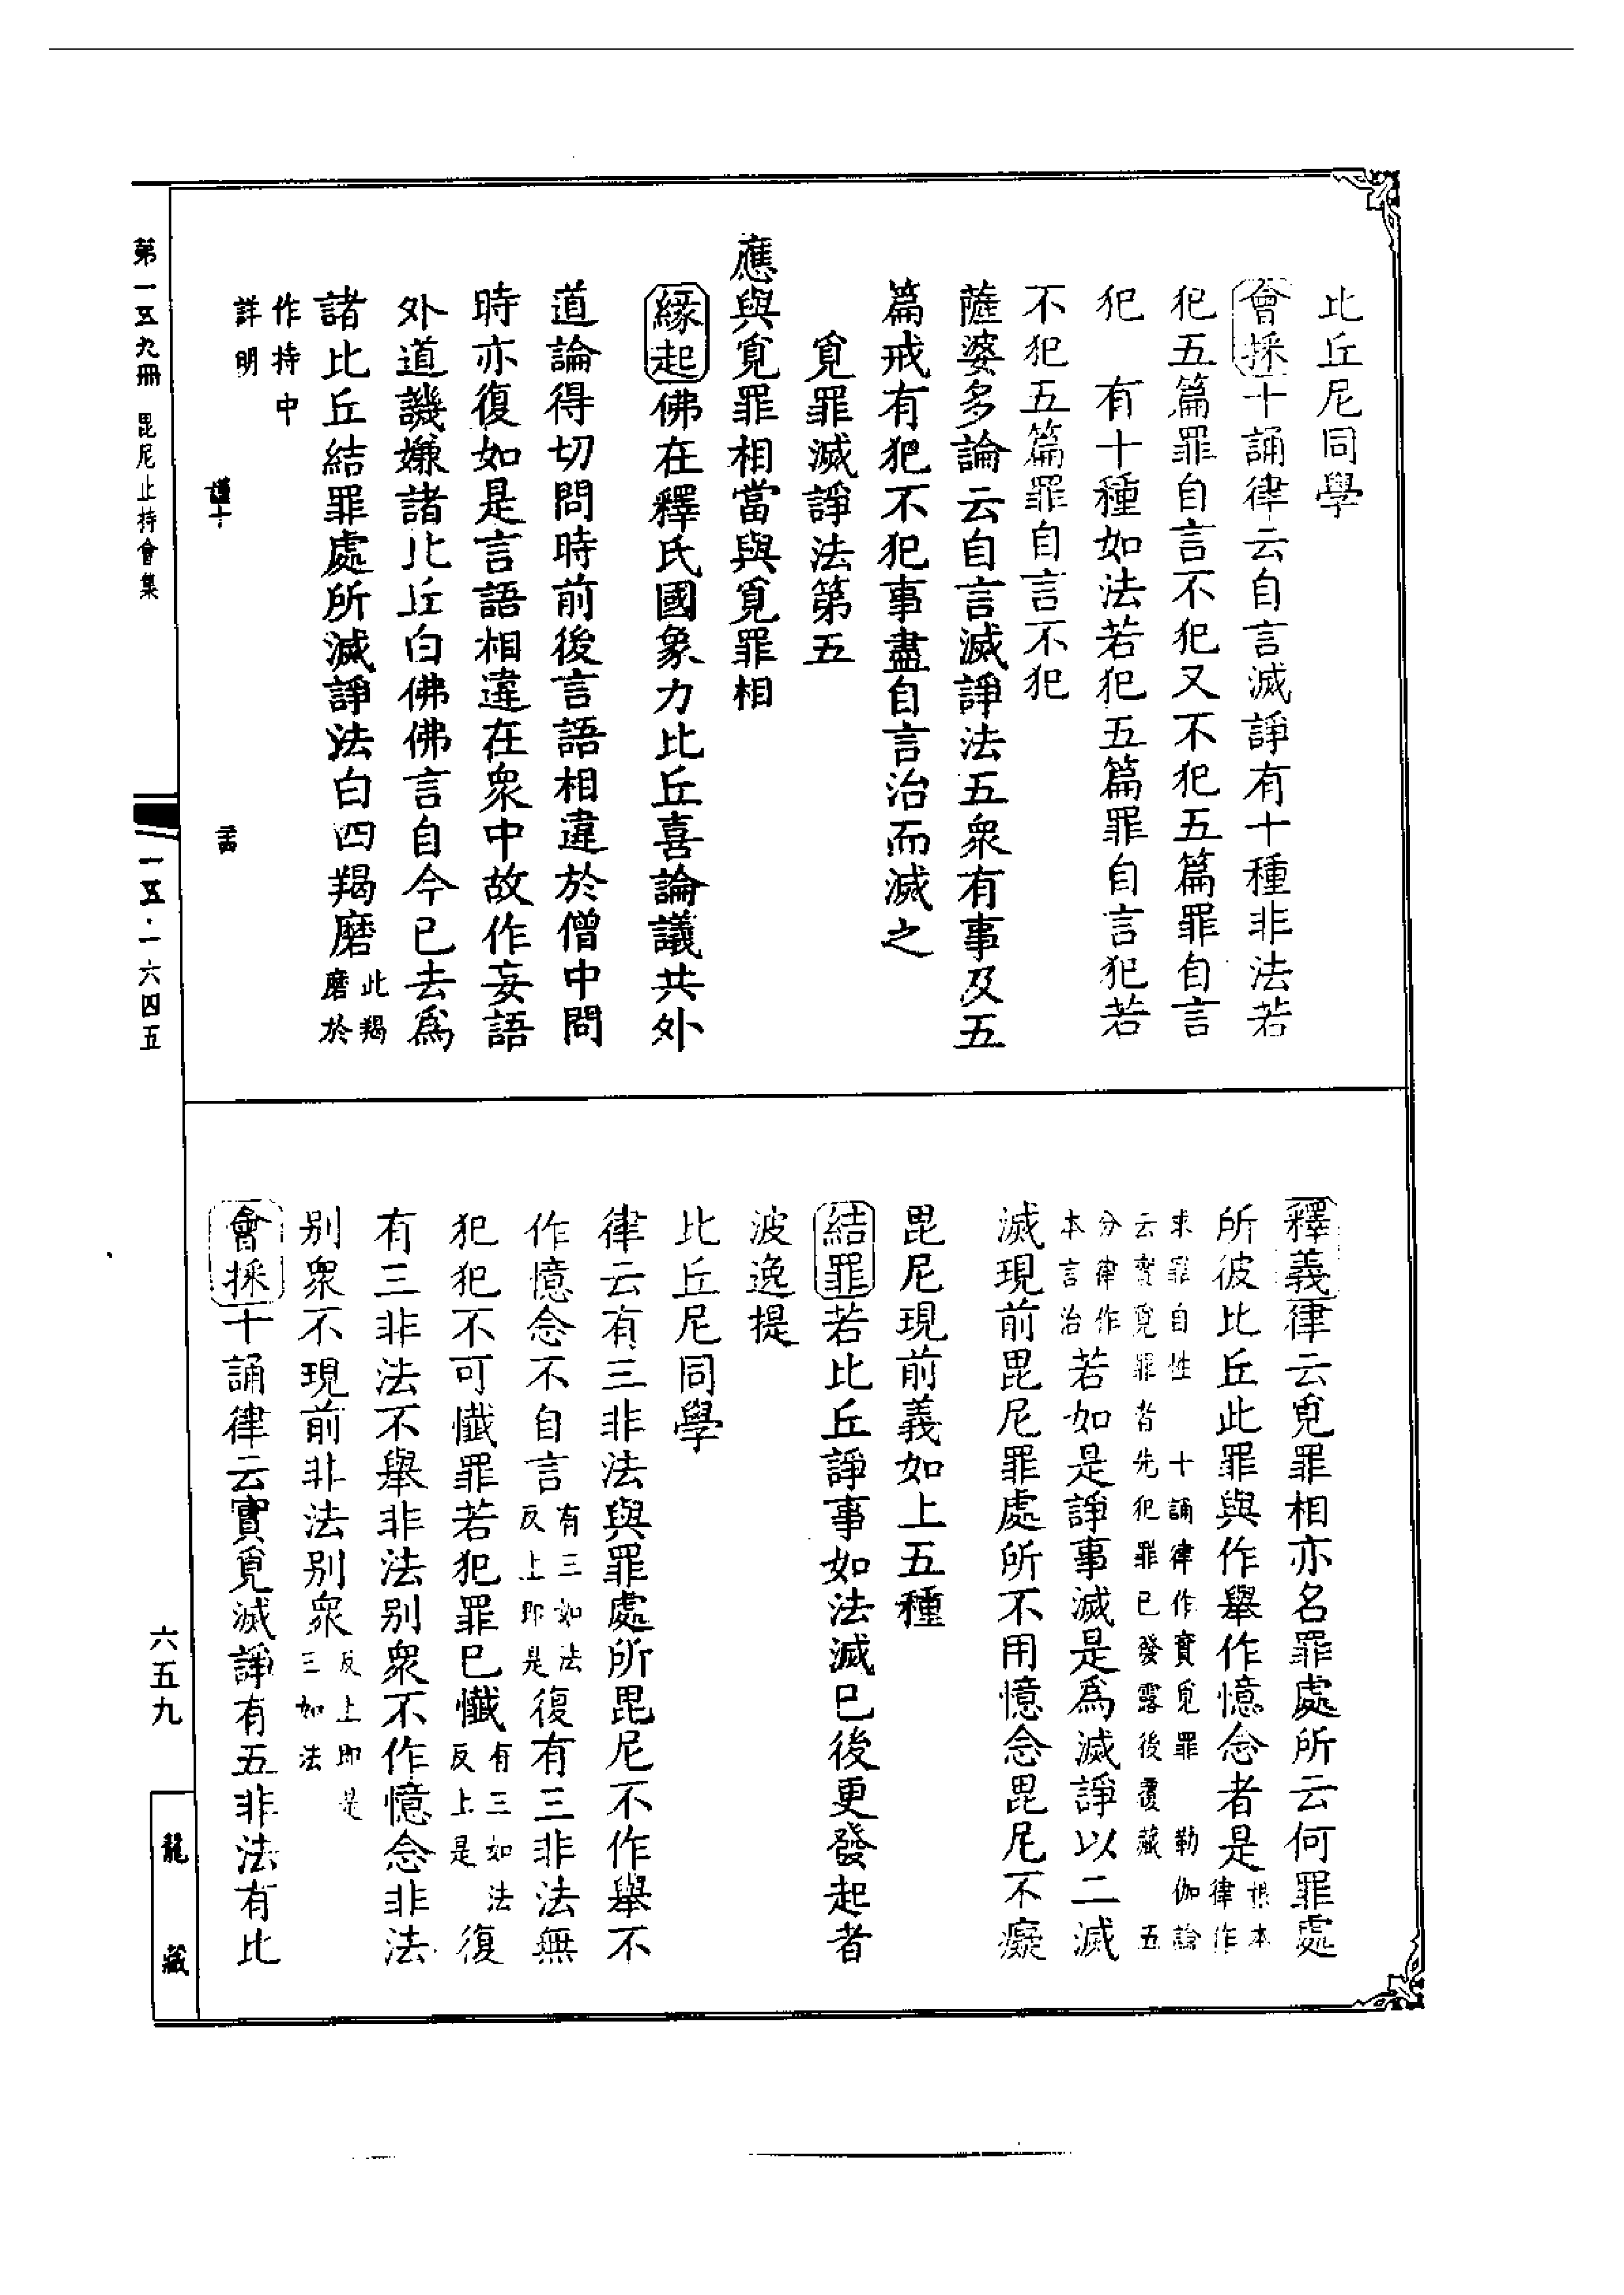 比丘尼同學
會採十誦律云自言滅諍有十種非法若
犯五篇罪自言不犯又不犯五篇罪自言
犯　有十種如法若犯五篇罪自言犯若
不犯五篇罪自言不犯
薩婆多論云自言滅諍法五衆有事及五
篇戒有犯不犯事盡自言治而滅之
覓罪滅諍法第五
應與覓罪相當與覓罪相
緣起佛在釋氏國象力比丘喜論議共外
道論得切問時前後言語相違於僧中問
時亦復如是言語相違在衆中故作妄語
外道譏嫌諸比丘白佛佛言自今已去爲
諸比丘結罪處所滅諍法白四羯磨此羯磨於
作持中詳明
釋義律云覓罪相亦名罪處所云何罪處
所彼比丘此罪與作舉作憶念者是根本律作
求罪自性　十誦律作實覓罪　勒伽論云實覓罪者先犯罪已發露後覆藏　五
分律作本言治若如是諍事滅是爲滅諍以二滅
滅現前毘尼罪處所不用憶念毘尼不癡
毘尼現前義如上五種
結罪若比丘諍事如法滅已後更發起者
波逸提
比丘尼同學
律云有三非法與罪處所毘尼不作舉不
作憶念不自言有三如法反上即是復有三非法無
犯犯不可懺罪若犯罪已懺有三如法反上是　復
有三非法不舉非法别衆不作憶念非法
别衆不現前非法别衆反上即是三如法
會採十誦律云實覓滅諍有五非法有比
第一五九冊　毘尼止持會集
一五·一六四五
六五九
龍藏